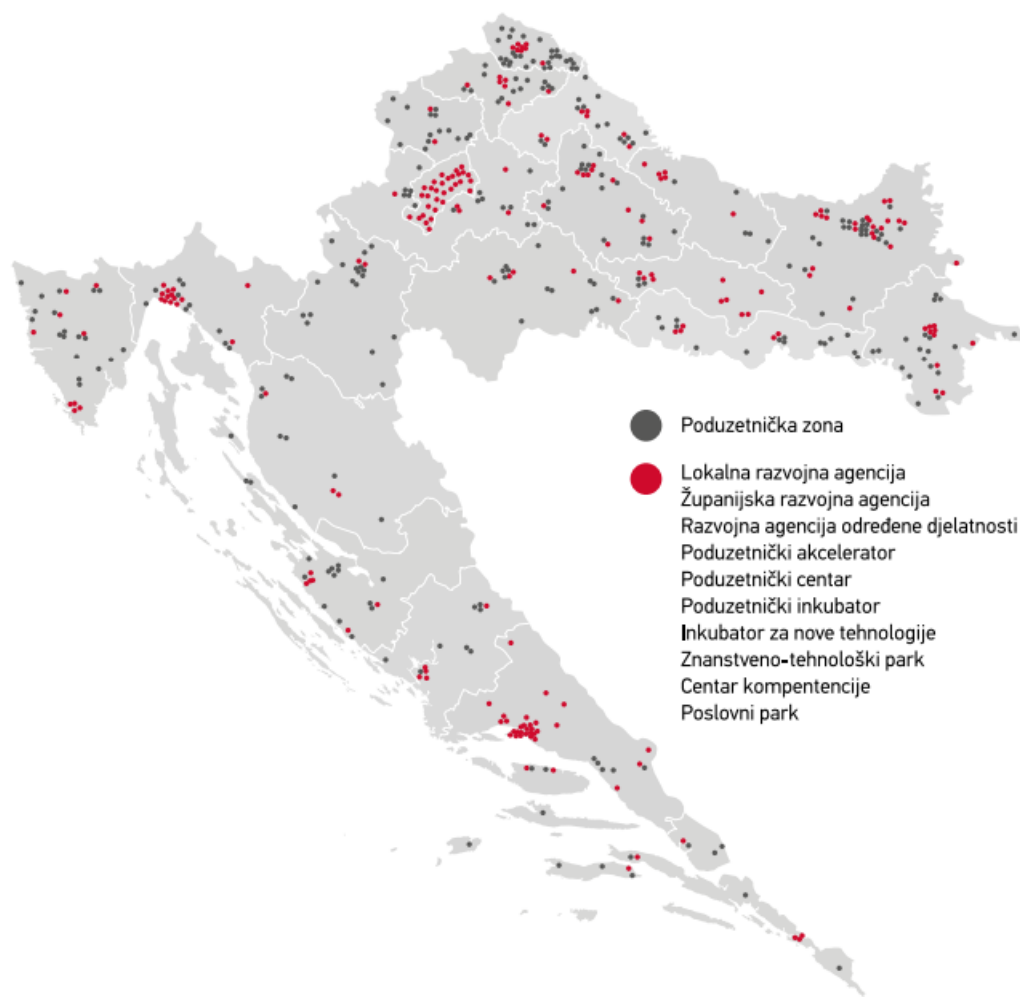 Poduzetnička zona
Lokalna razvojna agencija
Županijska razvojna agencija
Razvojna agencija određene djelatnosti
Poduzetnički akcelerator
Poduzetnički centar
Poduzetnički inkubator
Inkubator za nove tehnologije
Znanstveno-tehnološki park
Centar kompentencije
Poslovni park